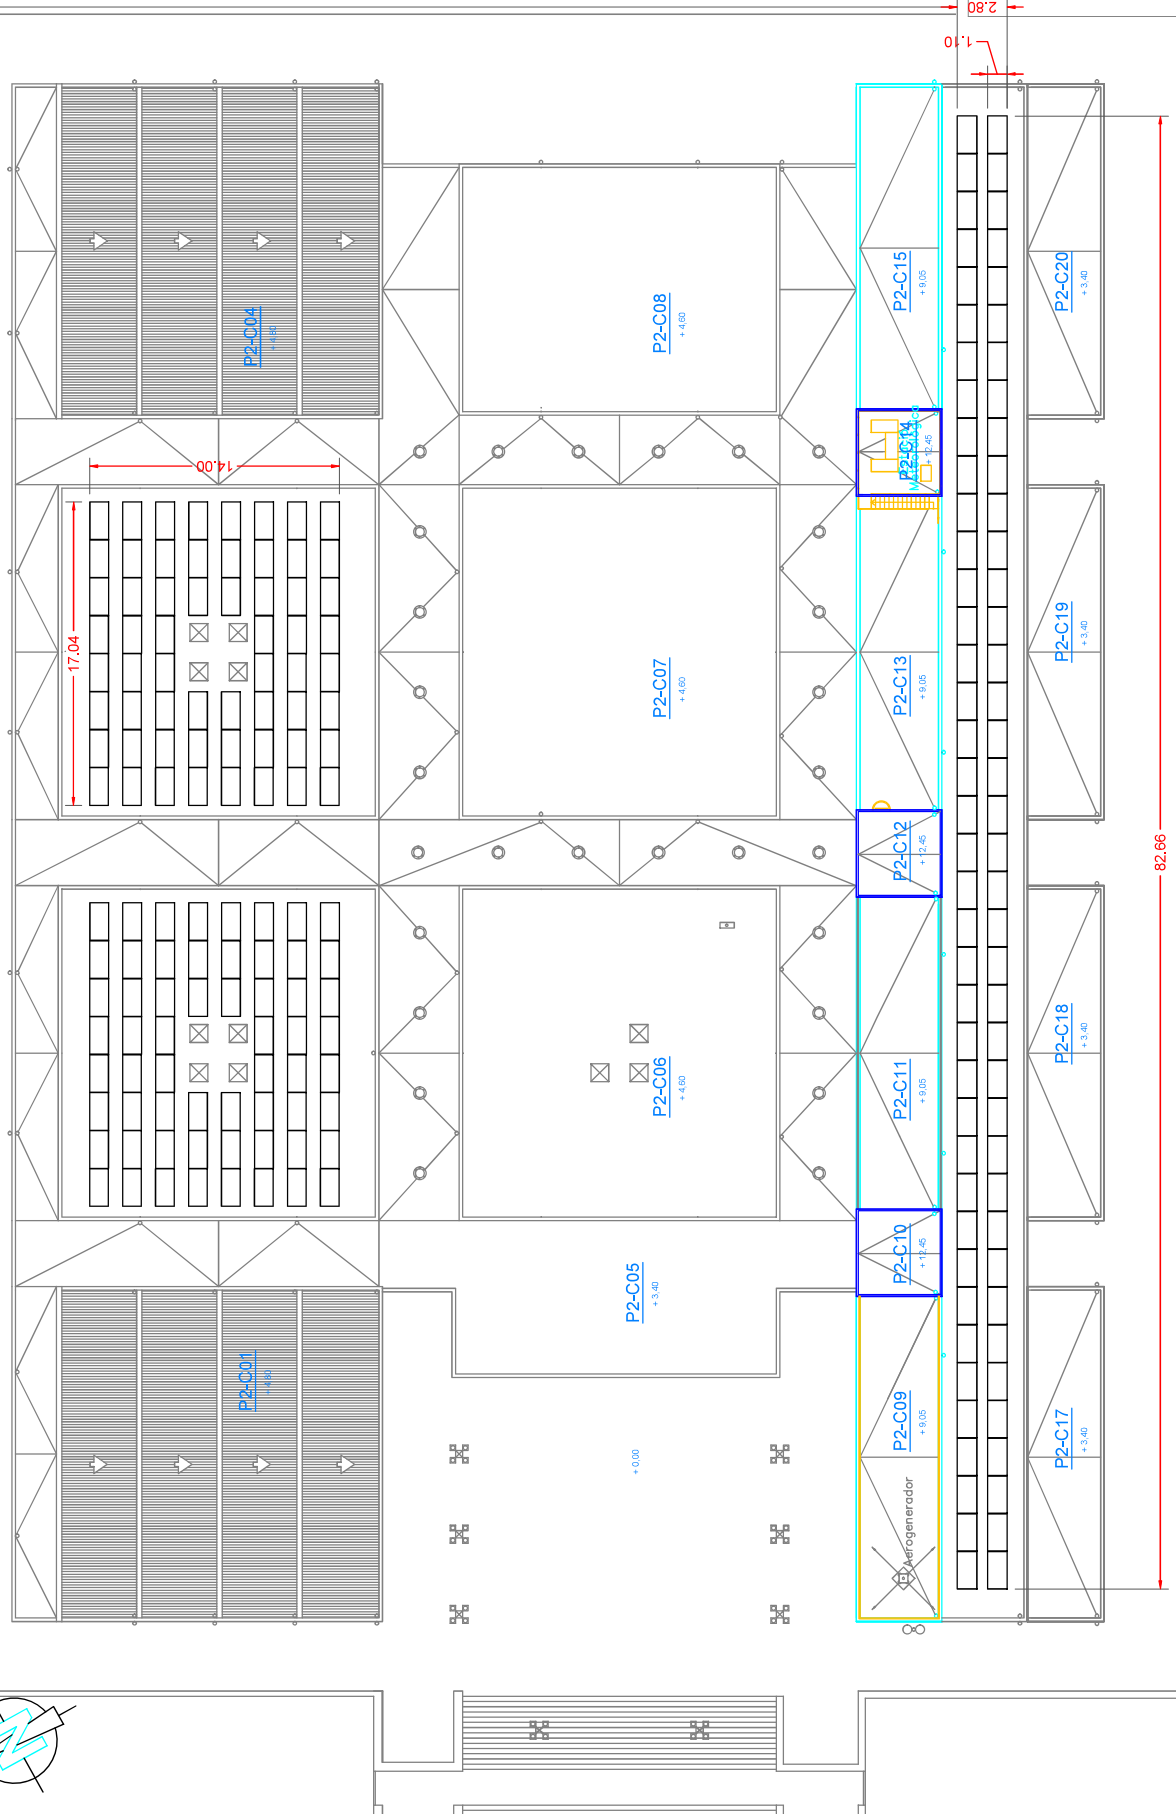 2.80
1.10
P2-C04
+ 4,80
P2-C08
+ 4,60
P2-C15
+ 9,05
P2-C20
+ 3,40
14.00
17.04
P2-C14
+ 12,45
P2-C07
+ 4,60
P2-C13
+ 9,05
P2-C19
+ 3,40
P2-C12
+ 12,45
82.66
P2-C06
+ 4,60
P2-C11
+ 9,05
P2-C18
+ 3,40
P2-C05
+ 3,40
P2-C10
+ 12,45
P2-C01
+ 4,80
P2-C09
+ 9,05
P2-C17
+ 3,40
+ 0,00
Aerogenerador
N